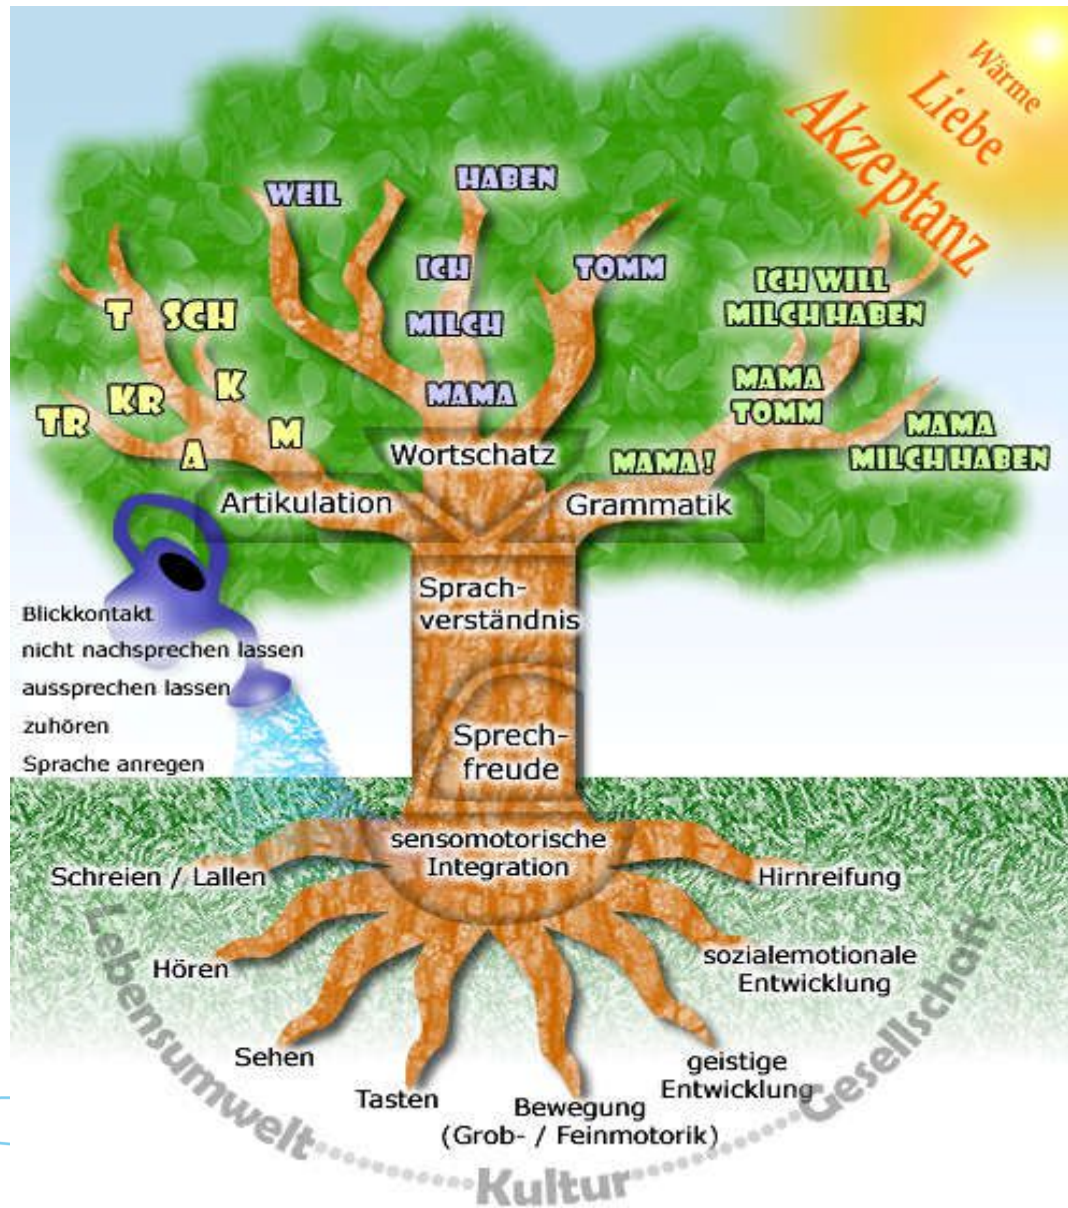 Wärme
Liebe
Akzeptanz
WEIL
HABEN
ICH
TOMM
MILCH
MAMA
T
SCH
KR
K
TR
A
M
ICH WILL
MILCH HABEN
MAMA
TOMM
MAMA
MILCH HABEN
MAMA !
Wortschatz
Artikulation
Grammatik
Sprach-
verständnis
Sprech-
freude
Blickkontakt
nicht nachsprechen lassen
aussprechen lassen
zuhören
Sprache anregen
sensomotorische
Integration
Schreien / Lallen
Hören
Sehen
Tasten
Bewegung
(Grob- / Feinmotorik)
geistige
Entwicklung
sozialemotionale
Entwicklung
Hirnreifung
Lebensumwelt
Kultur
Gesellschaft